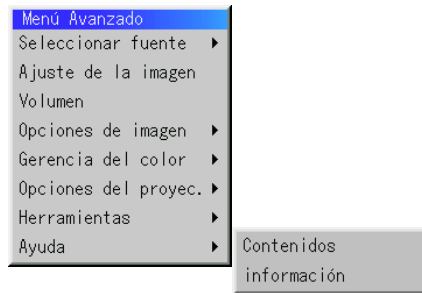 Menú Avanzado
Seleccionar fuente
Ajuste de la imagen
Volumen
Opciones de imagen
Gerencia del color
Opciones del proyec.
Herramientas
Ayuda
Contenidos
información